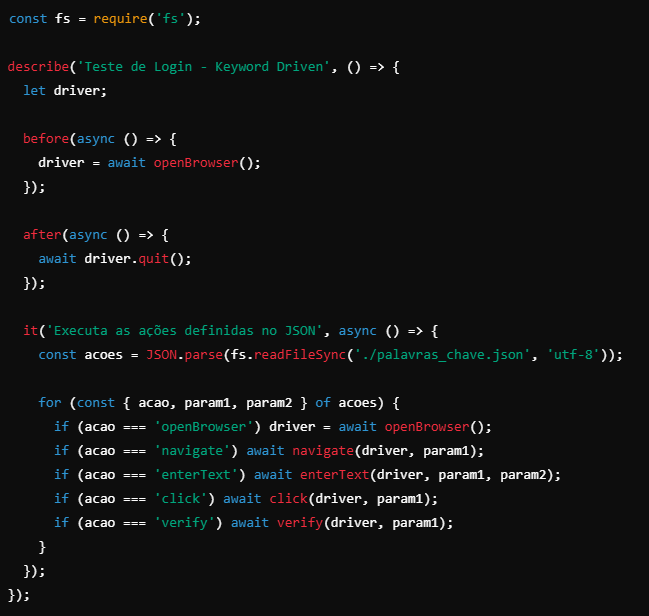 const fs = require('fs');

describe('Teste de Login - Keyword Driven', () => {
  let driver;

  before(async () => {
    driver = await openBrowser();
  });

  after(async () => {
    await driver.quit();
  });

  it('Executa as ações definidas no JSON', async () => {
    const acoes = JSON.parse(fs.readFileSync('./palavras_chave.json', 'utf-8'));

    for (const { acao, param1, param2 } of acoes) {
      if (acao === 'openBrowser') driver = await openBrowser();
      if (acao === 'navigate') await navigate(driver, param1);
      if (acao === 'enterText') await enterText(driver, param1, param2);
      if (acao === 'click') await click(driver, param1);
      if (acao === 'verify') await verify(driver, param1);
    }
  });
});